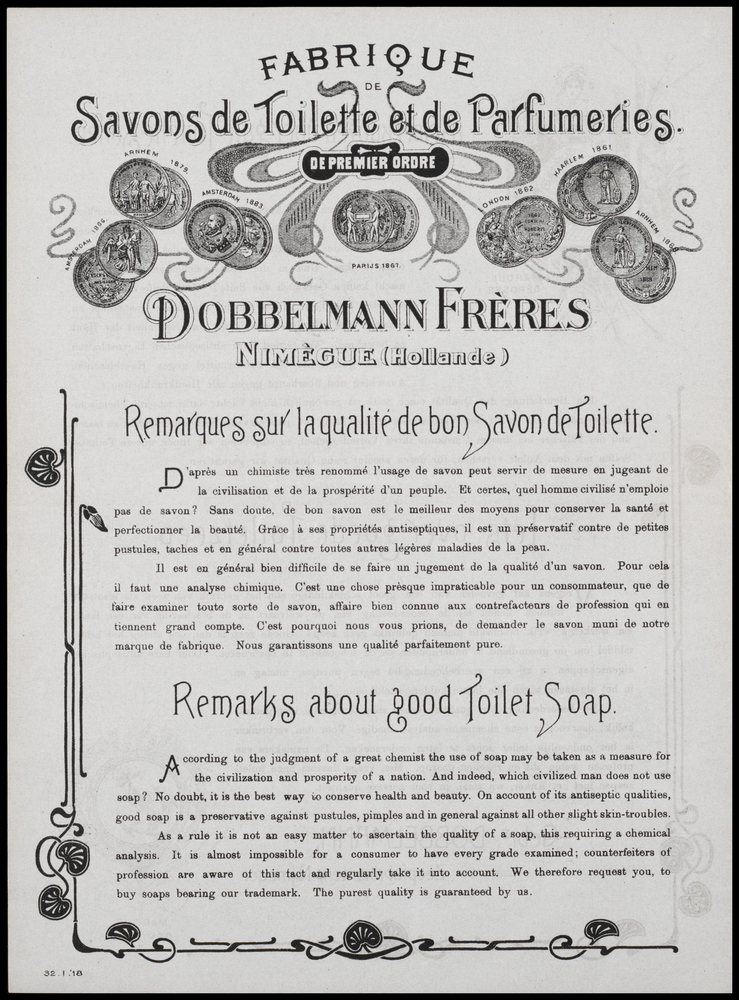 FABRIQUE
DE
Savons de Toilette et de Parfumeries.
DE PREMIER ORDRE
ARNHEM 1879.
HAARLEM 1861.
AMSTERDAM 1883.
LONDON 1862
AMSTERDAM
ARNHEM
PARIJS 1867.
DOBBELMANN FRÈRES
NIMÈGUE (Hollande)
Remarques sur la qualité de bon Savon de Toilette.
D'après un chimiste très renommé l'usage de savon peut servir de mesure en jugeant de
la civilisation et de la prospérité d'un peuple. Et certes, quel homme civilisé n'emploie
pas de savon? Sans doute, de bon savon est le meilleur des moyens pour conserver la santé et
perfectionner la beauté. Grâce à ses propriétés antiseptiques, il est un préservatif contre de petites
pustules, taches et en général contre toutes autres légères maladies de la peau.
Il est en général bien difficile de se faire un jugement de la qualité d'un savon. Pour cela
il faut une analyse chimique. C'est une chose présque impraticable pour un consommateur, que de
faire examiner toute sorte de savon, affaire bien connue aux contrefacteurs de profession qui en
tiennent grand compte. C'est pourquoi nous vous prions, de demander le savon muni de notre
marque de fabrique. Nous garantissons une qualité parfaitement pure.
Remarks about good Toilet Soap.
According to the judgment of a great chemist the use of soap may be taken as a measure for
the civilization and prosperity of a nation. And indeed, which civilized man does not use
soap? No doubt, it is the best way to conserve health and beauty. On account of its antiseptic qualities,
good soap is a preservative against pustules, pimples and in general against all other slight skin-troubles.
As a rule it is not an easy matter to ascertain the quality of a soap, this requiring a chemical
analysis. It is almost impossible for a consumer to have every grade examined; counterfeiters of
profession are aware of this fact and regularly take it into account. We therefore request you, to
buy soaps bearing our trademark. The purest quality is guaranteed by us.
32.I.'18